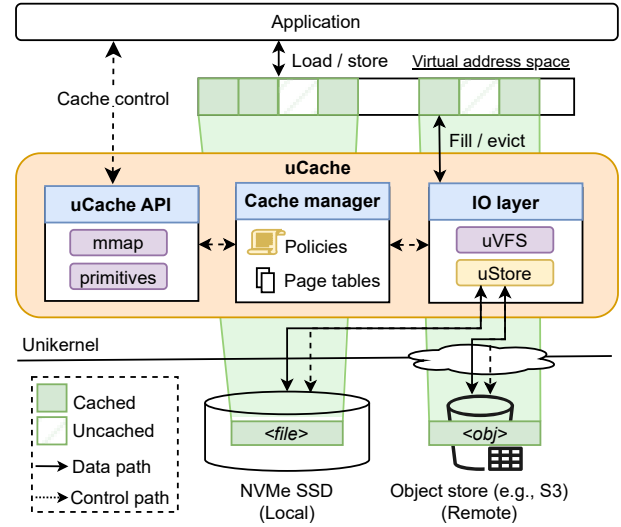 Application
Load / store
Virtual address space
Cache control
Fill / evict
uCache
uCache API
Cache manager
IO layer
mmap
Policies
uVFS
primitives
Page tables
uStore
Unikernel
Cached
Uncached
Data path
Control path
<file>
<obj>
NVMe SSD
(Local)
Object store (e.g., S3)
(Remote)